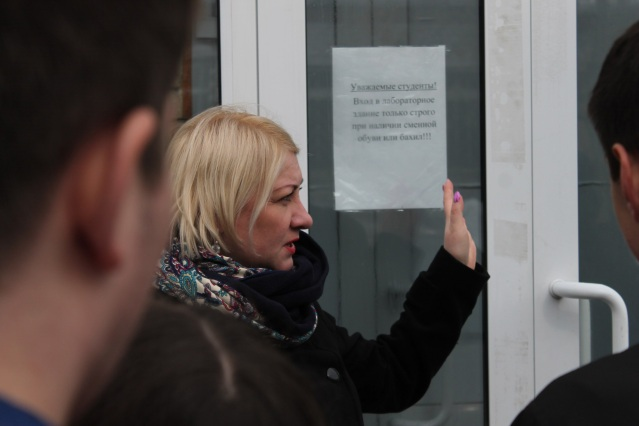 Уважаемые студенты!
Вход в лабораторное
здание только строго
при наличии сменной
обуви или бахил!!!